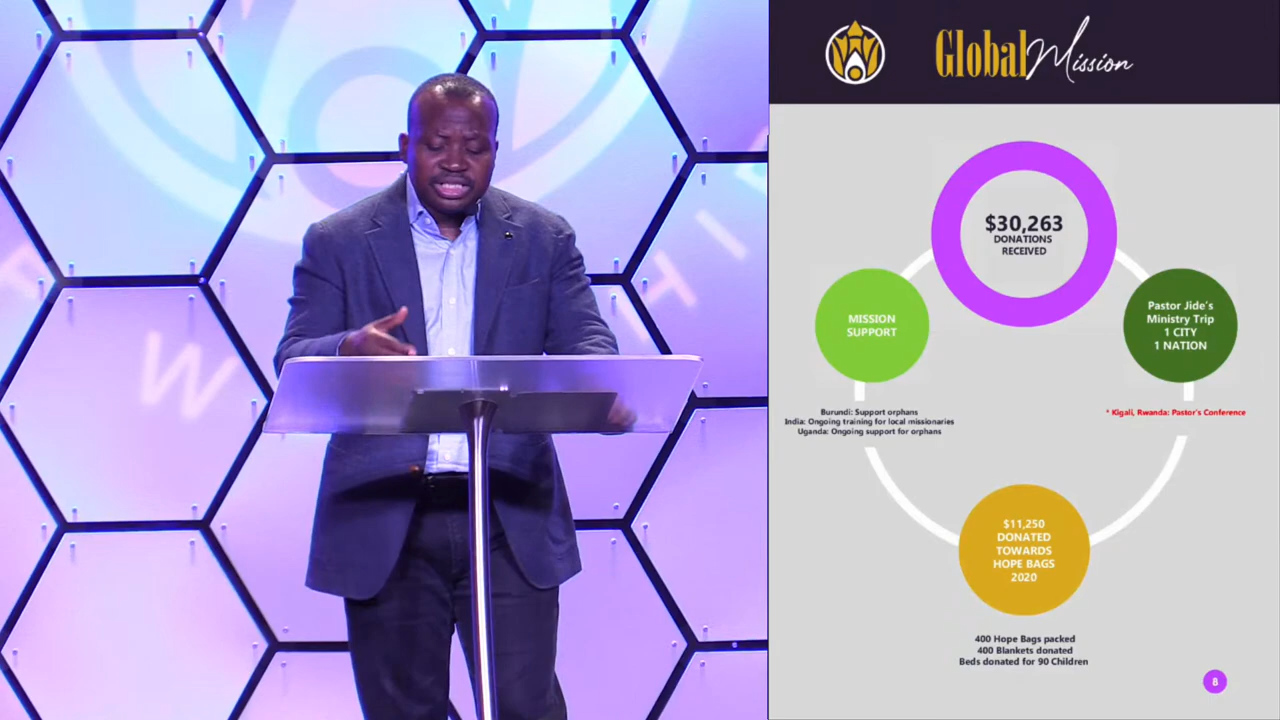 Global Mission
$30,263
DONATIONS
RECEIVED
MISSION
SUPPORT
Pastor Jide's
Ministry Trip
1 CITY
1 NATION
Burundi: Support orphans
India: Ongoing training for local missionaries
Uganda: Ongoing support for orphans
* Kigali, Rwanda: Pastor's Conference
$11,250
DONATED
TOWARDS
HOPE BAGS
2020
400 Hope Bags packed
400 Blankets donated
Beds donated for 90 Children
8
W